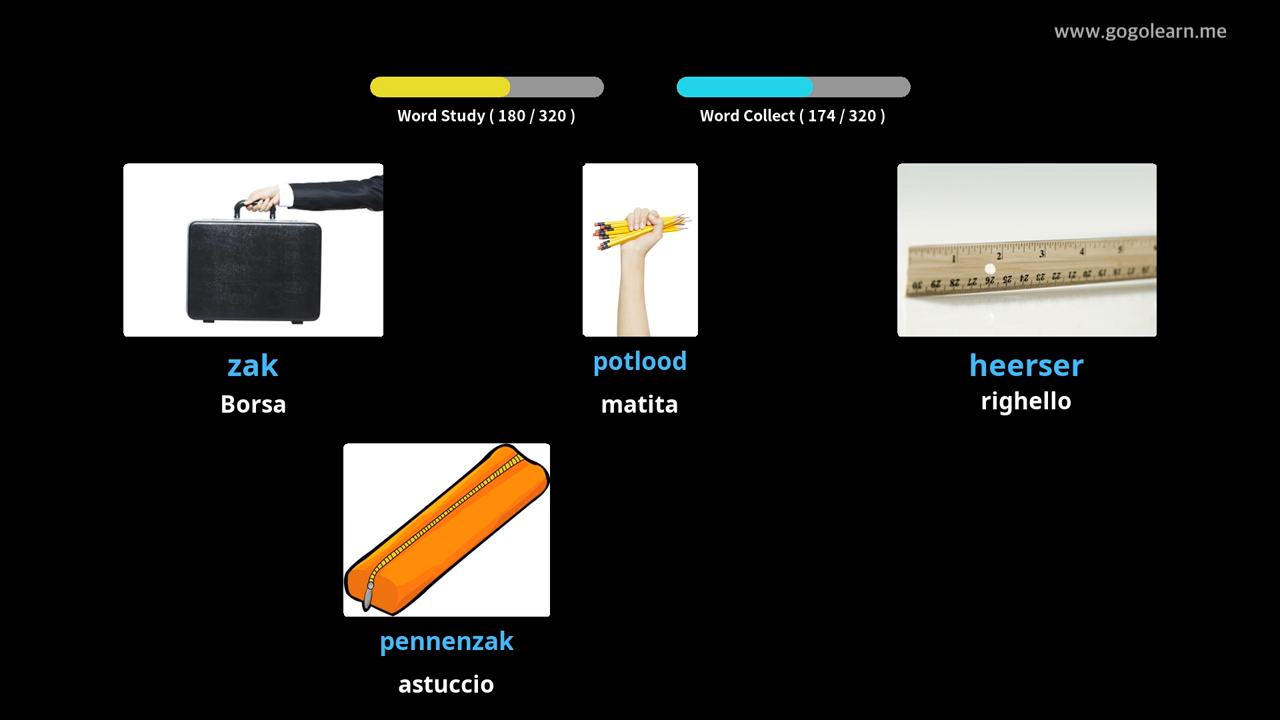 www.gogolearn.me
Word Study ( 180 / 320 )
Word Collect ( 174 / 320 )
zak
Borsa
potlood
matita
heerser
righello
pennenzak
astuccio